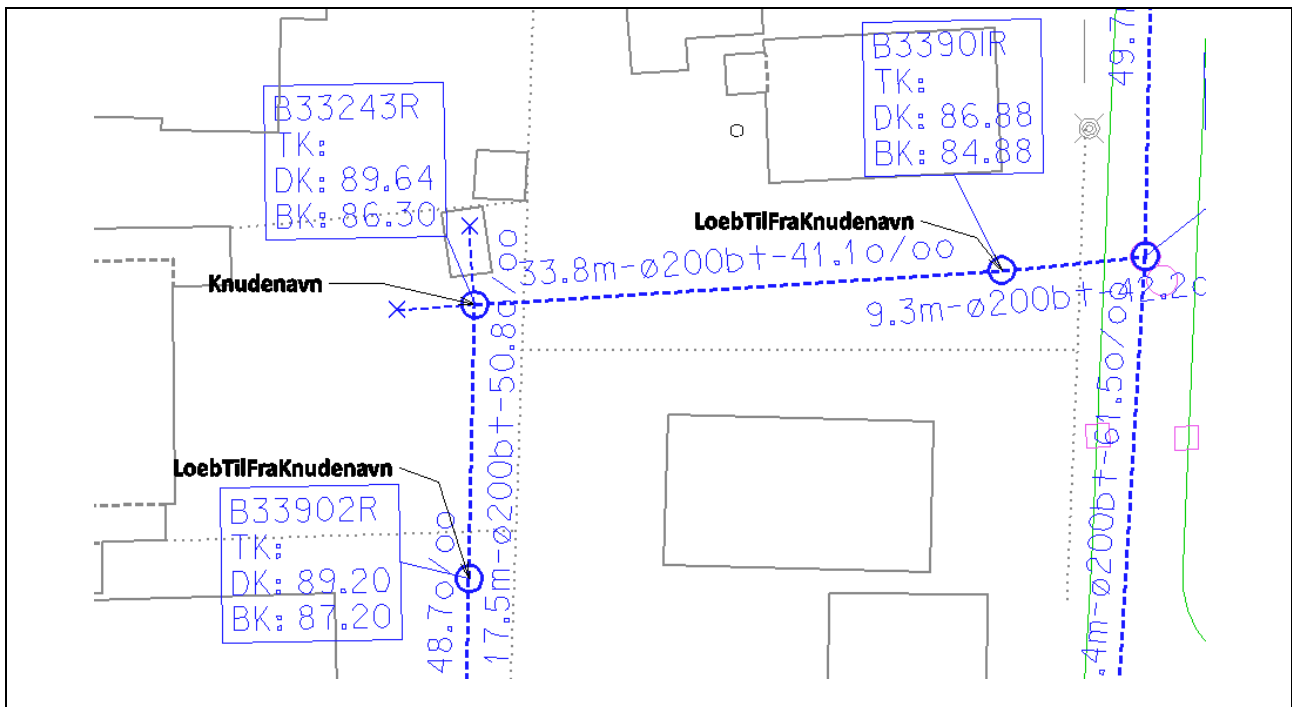 B33901R
TK:
DK: 86.88
BK: 84.88
49.7
B33243R
TK:
DK: 89.64
BK: 86.30
LoebTilFraKnudenavn
33.8m-ø200bt-41.1o/oo
Knudenavn
9.3m-ø200bt-42.2o
17.5m-ø200bt-50.8o/oo
LoebTilFraKnudenavn
B33902R
TK:
DK: 89.20
BK: 87.20
48.7o/oo
.4m-ø200bt-61.5o/oo